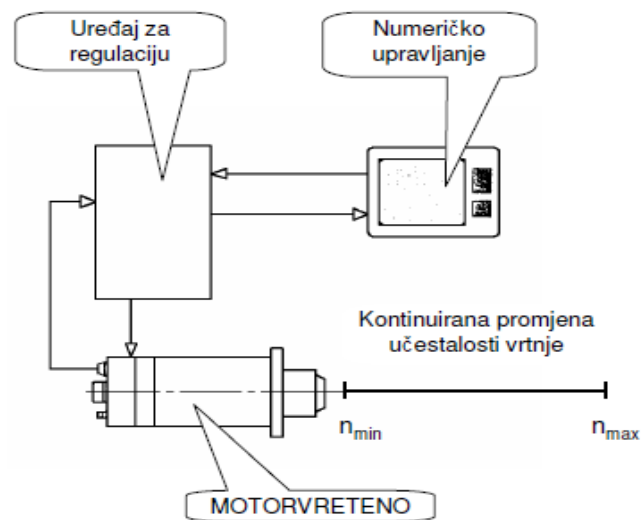 Uređaj za
regulaciju
Numeričko
upravljanje
Kontinuirana promjena
učestalosti vrtnje
n_min
n_max
MOTORVRETENO